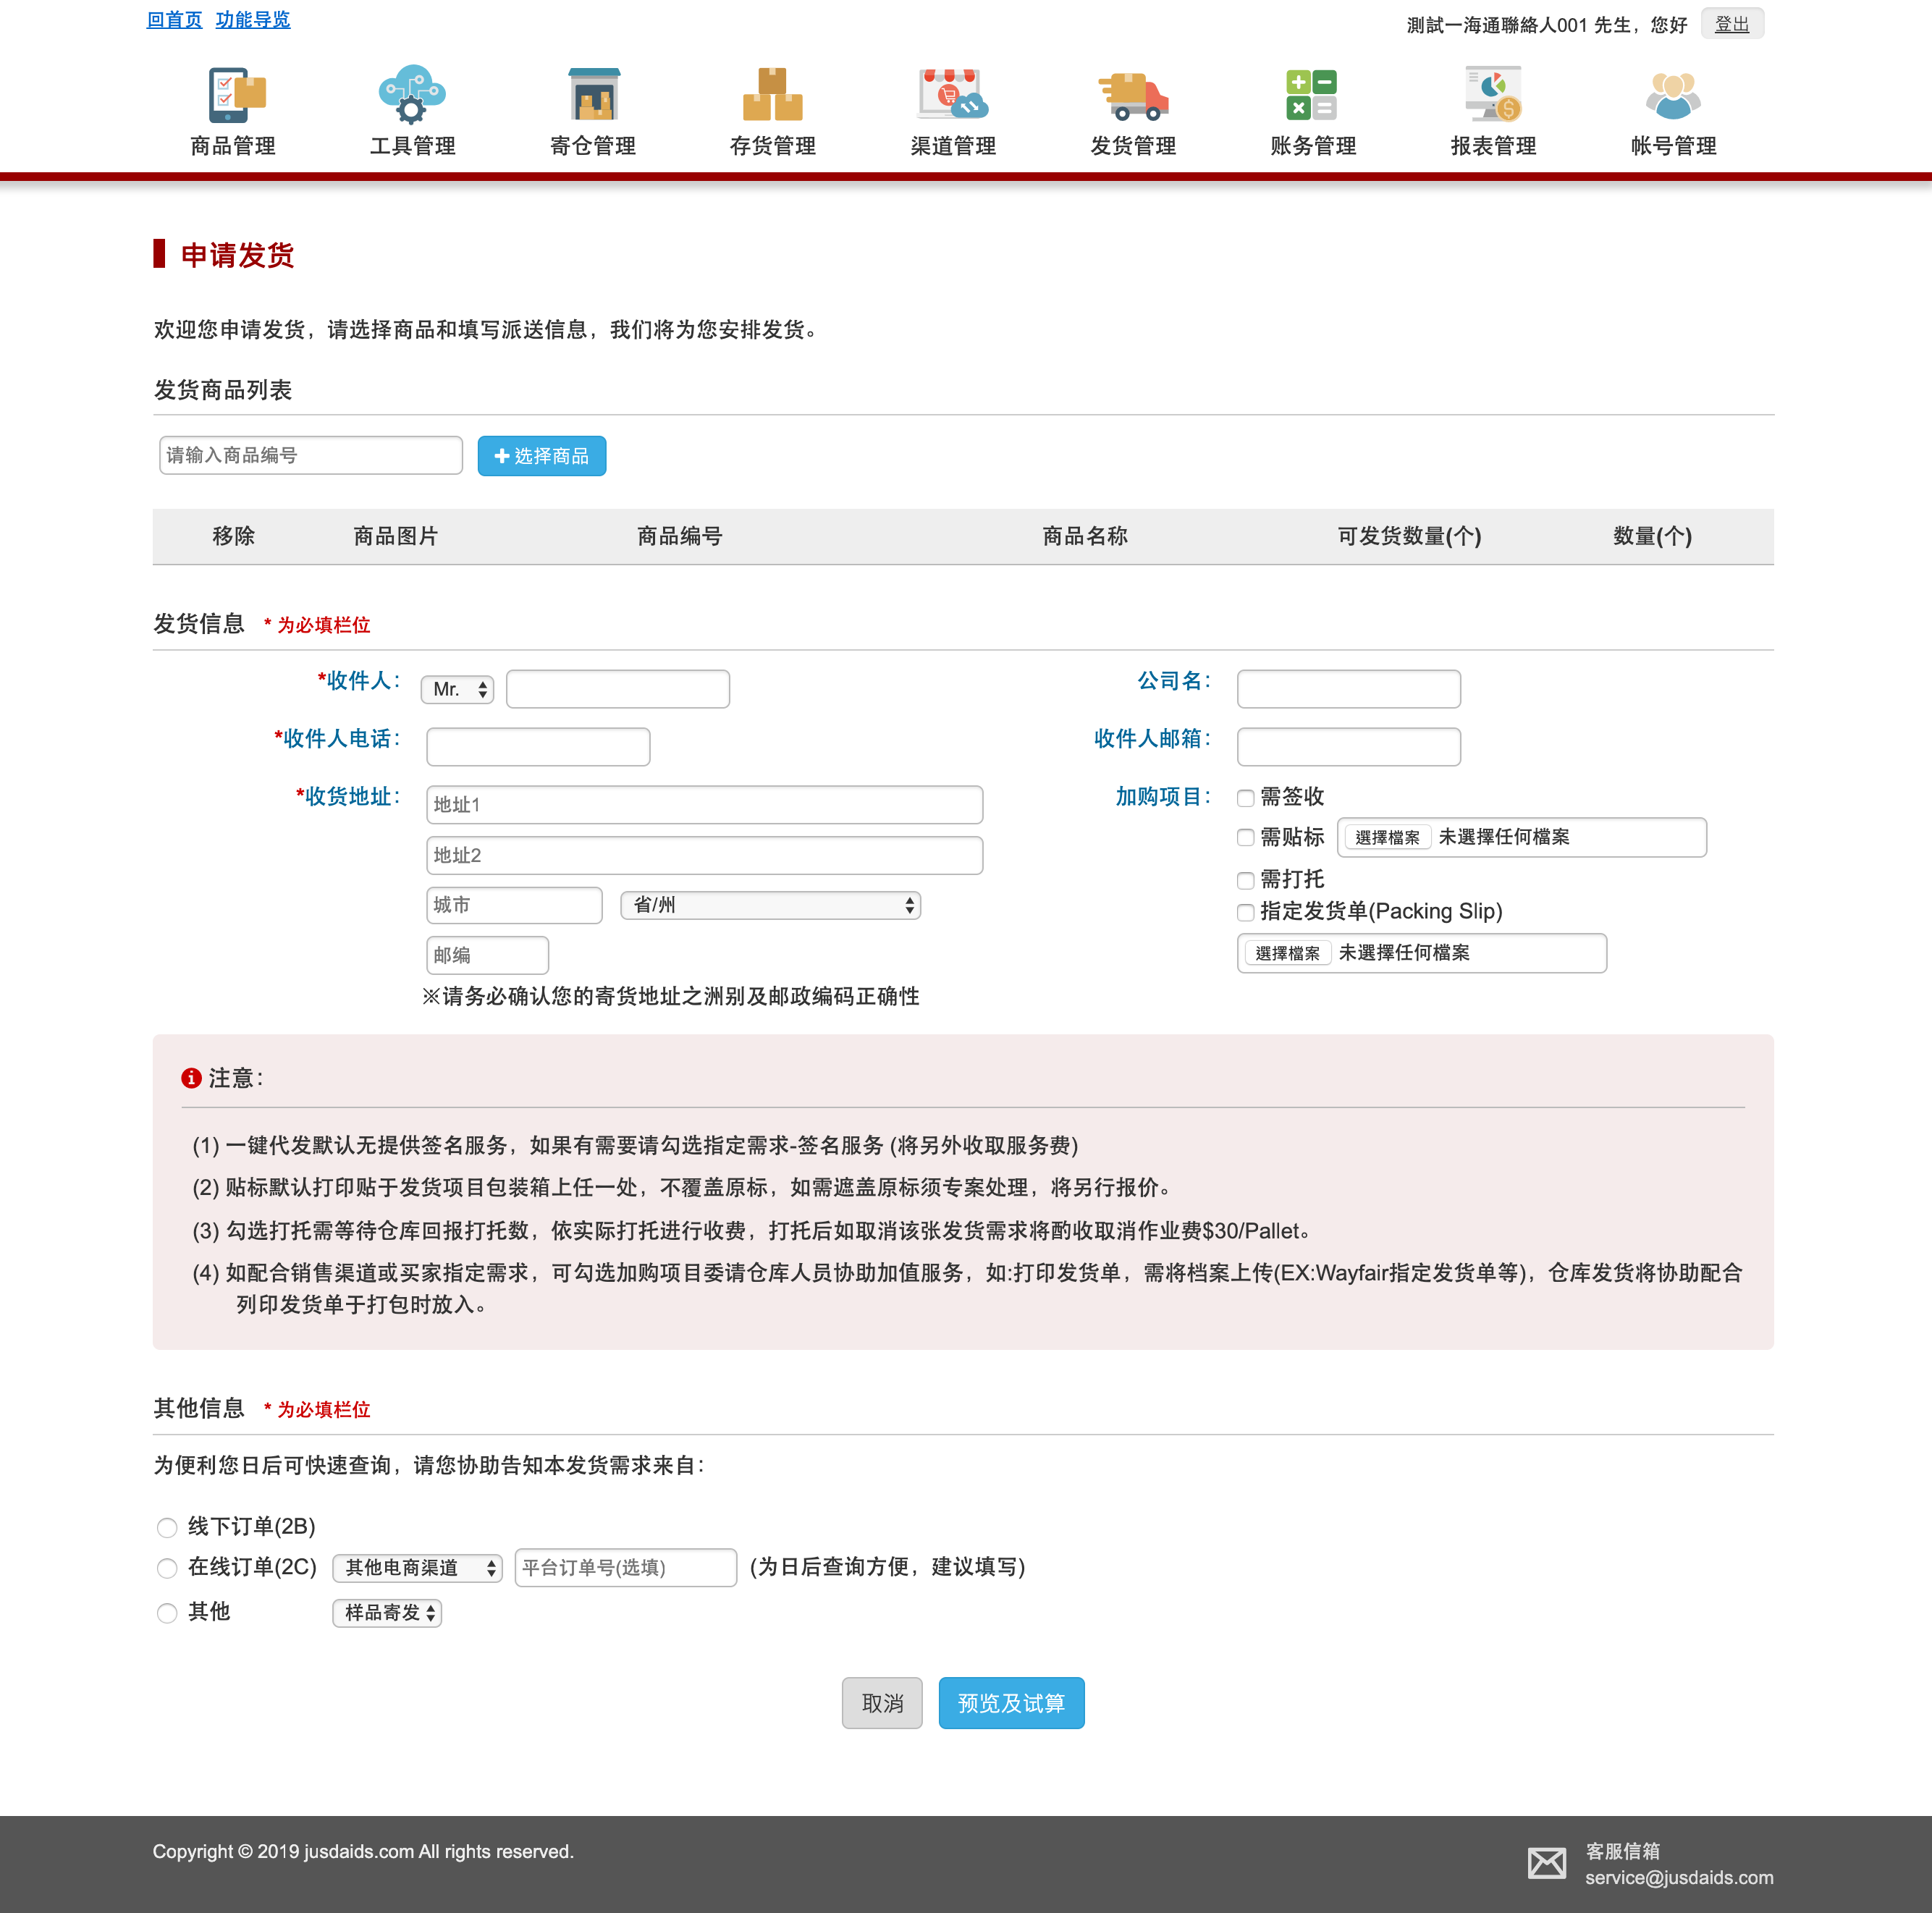 回首页 功能导览
測試一海通聯絡人001 先生，您好 登出
商品管理 工具管理 寄仓管理 存货管理 渠道管理 发货管理 账务管理 报表管理 帐号管理
申请发货
欢迎您申请发货，请选择商品和填写派送信息，我们将为您安排发货。
发货商品列表
请输入商品编号 选择商品
移除 商品图片 商品编号 商品名称 可发货数量(个) 数量(个)
发货信息 * 为必填栏位
*收件人： Mr. 公司名：
*收件人电话： 收件人邮箱：
*收货地址： 地址1 加购项目： 需签收
地址2 需贴标 選擇檔案 未選擇任何檔案
城市 省/州 需打托
指定发货单(Packing Slip)
邮编 選擇檔案 未選擇任何檔案
※请务必确认您的寄货地址之洲别及邮政编码正确性
注意：
(1) 一键代发默认无提供签名服务，如果有需要请勾选指定需求-签名服务 (将另外收取服务费)
(2) 贴标默认打印贴于发货项目包装箱上任一处，不覆盖原标，如需遮盖原标须专案处理，将另行报价。
(3) 勾选打托需等待仓库回报打托数，依实际打托进行收费，打托后如取消该张发货需求将酌收取消作业费$30/Pallet。
(4) 如配合销售渠道或买家指定需求，可勾选加购项目委请仓库人员协助加值服务，如:打印发货单，需将档案上传(EX:Wayfair指定发货单等)，仓库发货将协助配合
列印发货单于打包时放入。
其他信息 * 为必填栏位
为便利您日后可快速查询，请您协助告知本发货需求来自：
线下订单(2B)
在线订单(2C) 其他电商渠道 平台订单号(选填) (为日后查询方便，建议填写)
其他 样品寄发
取消 预览及试算
Copyright © 2019 jusdaids.com All rights reserved.
客服信箱
service@jusdaids.com